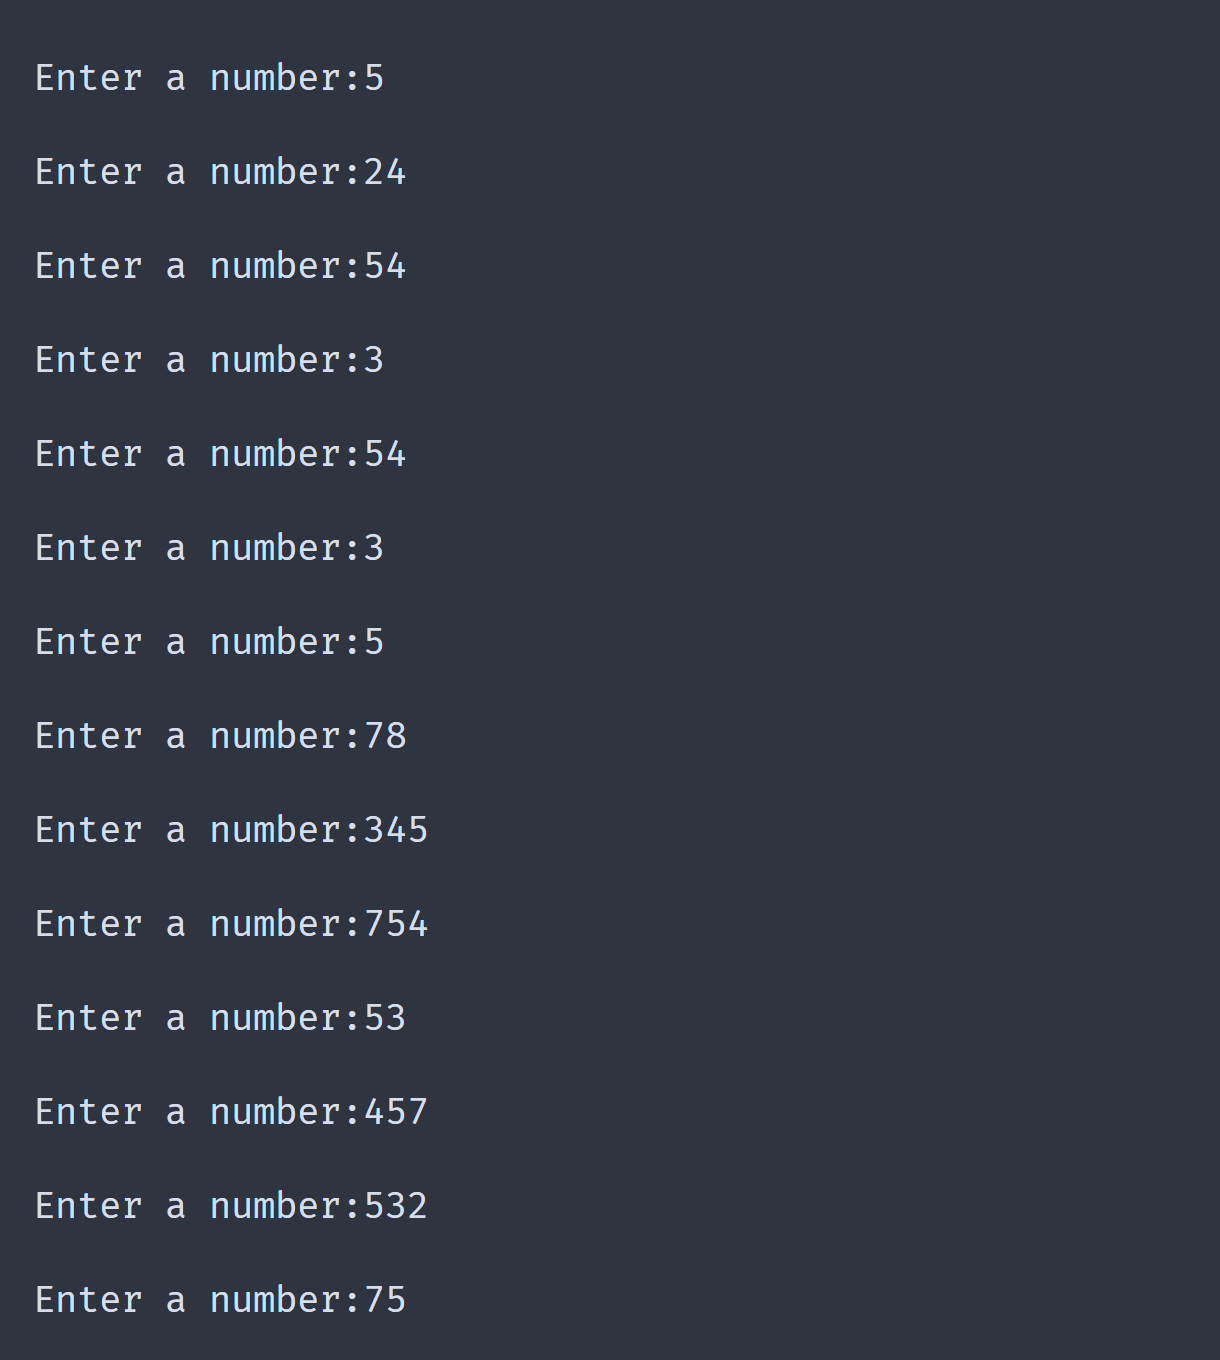 Enter a number:5
Enter a number:24
Enter a number:54
Enter a number:3
Enter a number:54
Enter a number:3
Enter a number:5
Enter a number:78
Enter a number:345
Enter a number:754
Enter a number:53
Enter a number:457
Enter a number:532
Enter a number:75